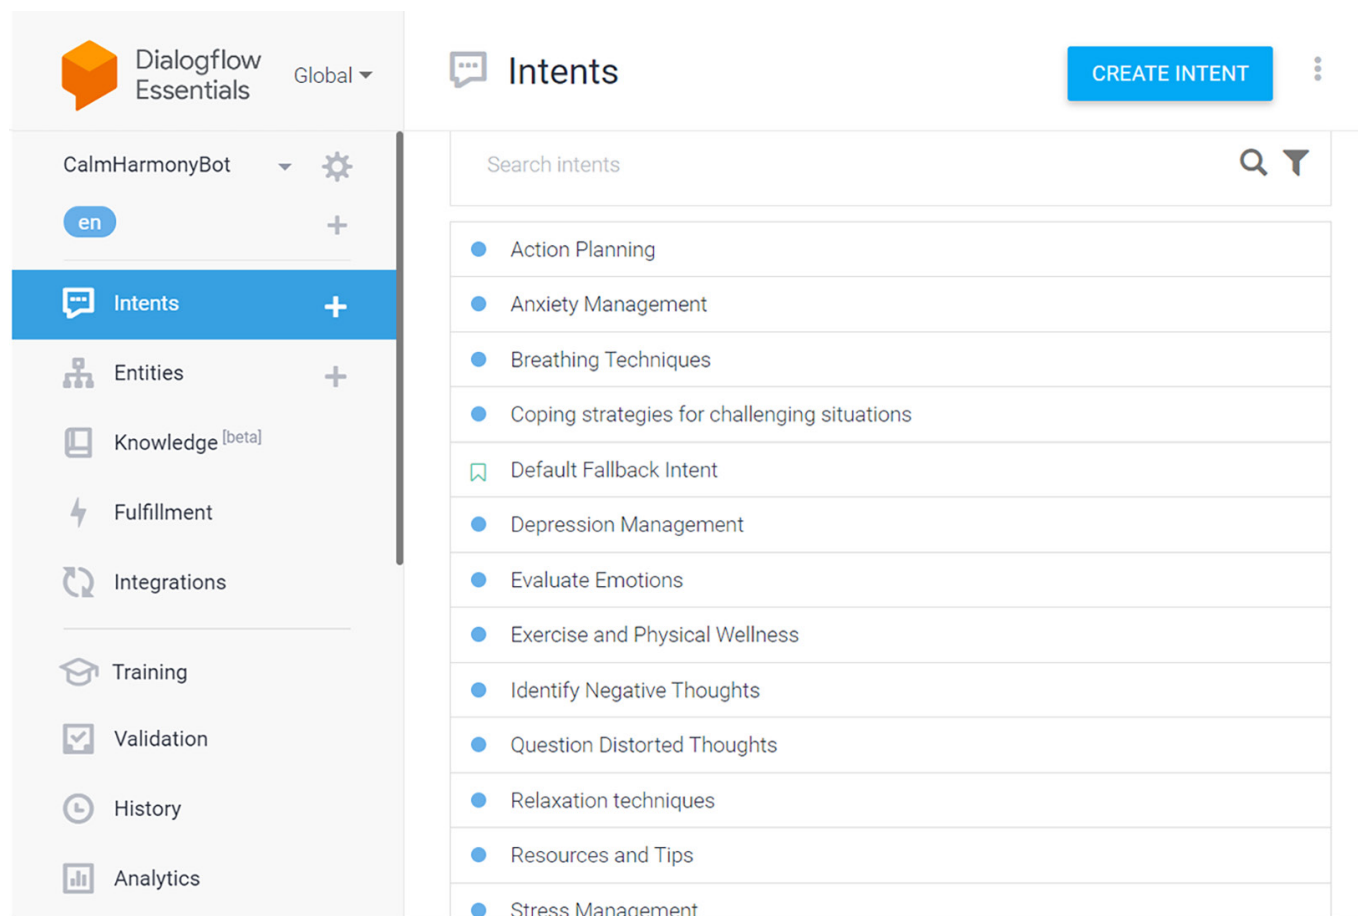 Dialogflow
Essentials
Global
CalmHarmonyBot
en
Intents
Entities
Knowledge [beta]
Fulfillment
Integrations
Training
Validation
History
Analytics
Intents
CREATE INTENT
Search intents
Action Planning
Anxiety Management
Breathing Techniques
Coping strategies for challenging situations
Default Fallback Intent
Depression Management
Evaluate Emotions
Exercise and Physical Wellness
Identify Negative Thoughts
Question Distorted Thoughts
Relaxation techniques
Resources and Tips
Stress Management